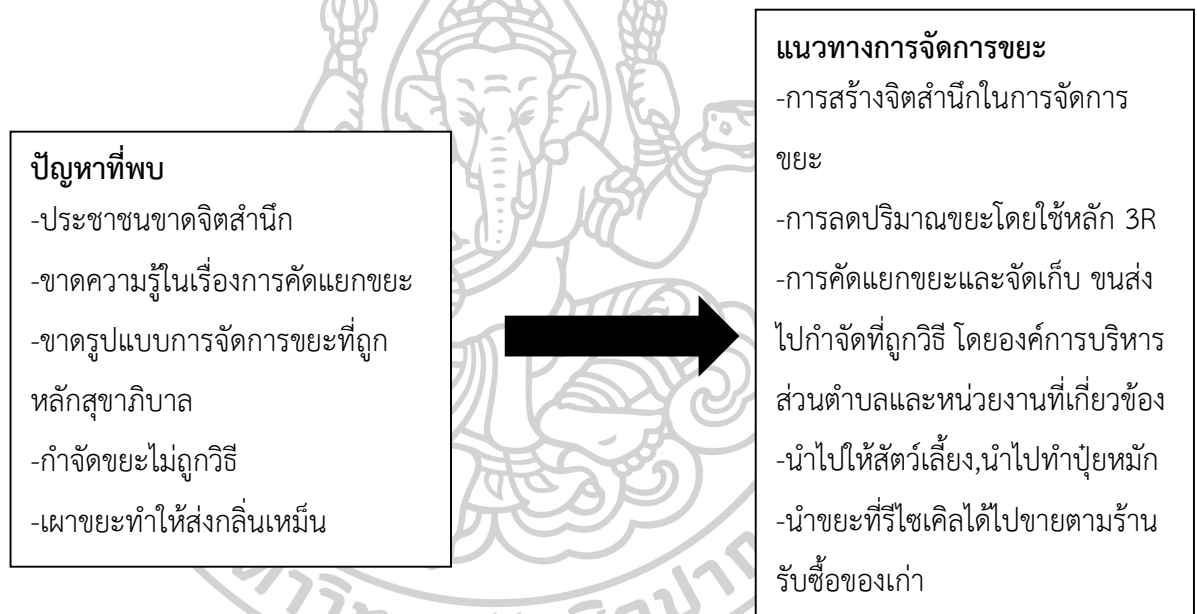 ปัญหาที่พบ
-ประชาชนขาดจิตสำนึก
-ขาดความรู้ในเรื่องการคัดแยกขยะ
-ขาดรูปแบบการจัดการขยะที่ถูก
หลักสุขาภิบาล
-กำจัดขยะไม่ถูกวิธี
-เผาขยะทำให้ส่งกลิ่นเหม็น
แนวทางการจัดการขยะ
-การสร้างจิตสำนึกในการจัดการ
ขยะ
-การลดปริมาณขยะโดยใช้หลัก 3R
-การคัดแยกขยะและจัดเก็บ ขนส่ง
ไปกำจัดที่ถูกวิธี โดยองค์การบริหาร
ส่วนตำบลและหน่วยงานที่เกี่ยวข้อง
-นำไปให้สัตว์เลี้ยง,นำไปทำปุ๋ยหมัก
-นำขยะที่รีไซเคิลได้ไปขายตามร้าน
รับซื้อของเก่า